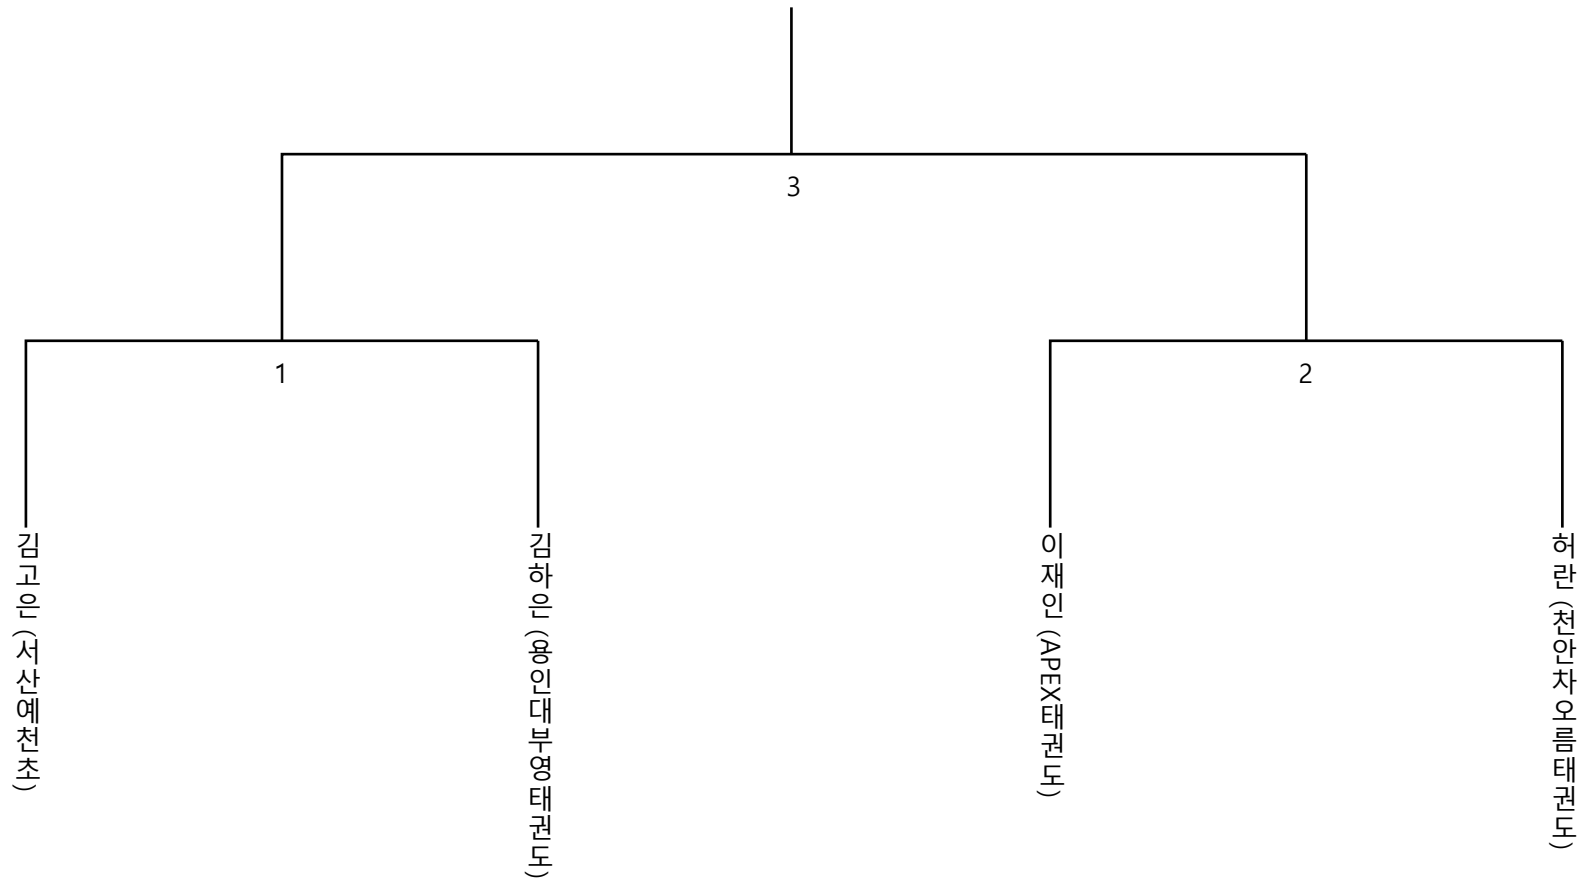 3
1
2
김고은 (서산예천초)
김하은 (용인대부영태권도)
이재인 (APEX태권도)
허란 (천안차오름태권도)